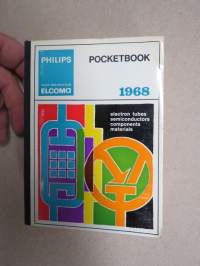 PHILIPS
ELCOMA
POCKETBOOK
1968
electron tubes
semiconductors
components
materials